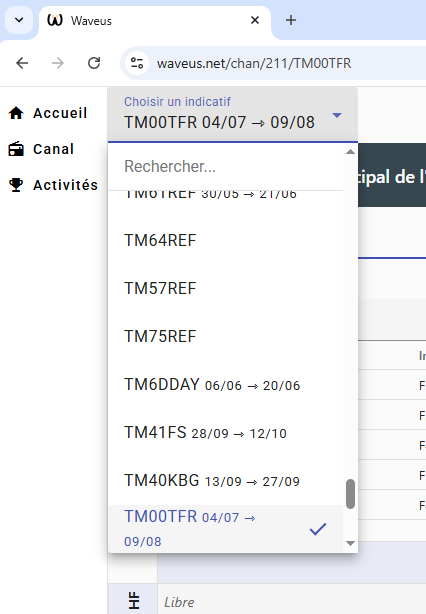 Waveus
waveus.net/chan/211/TM00TFR
Accueil
Canal
Activités
Choisir un indicatif
TM00TFR 04/07 → 09/08
Rechercher...
TM61REF 30/05 → 21/06
TM64REF
TM57REF
TM75REF
TM6DDAY 06/06 → 20/06
TM41FS 28/09 → 12/10
TM40KBG 13/09 → 27/09
TM00TFR 04/07 →
09/08
cipal de l'
F
F
F
F
F
HF
Libre